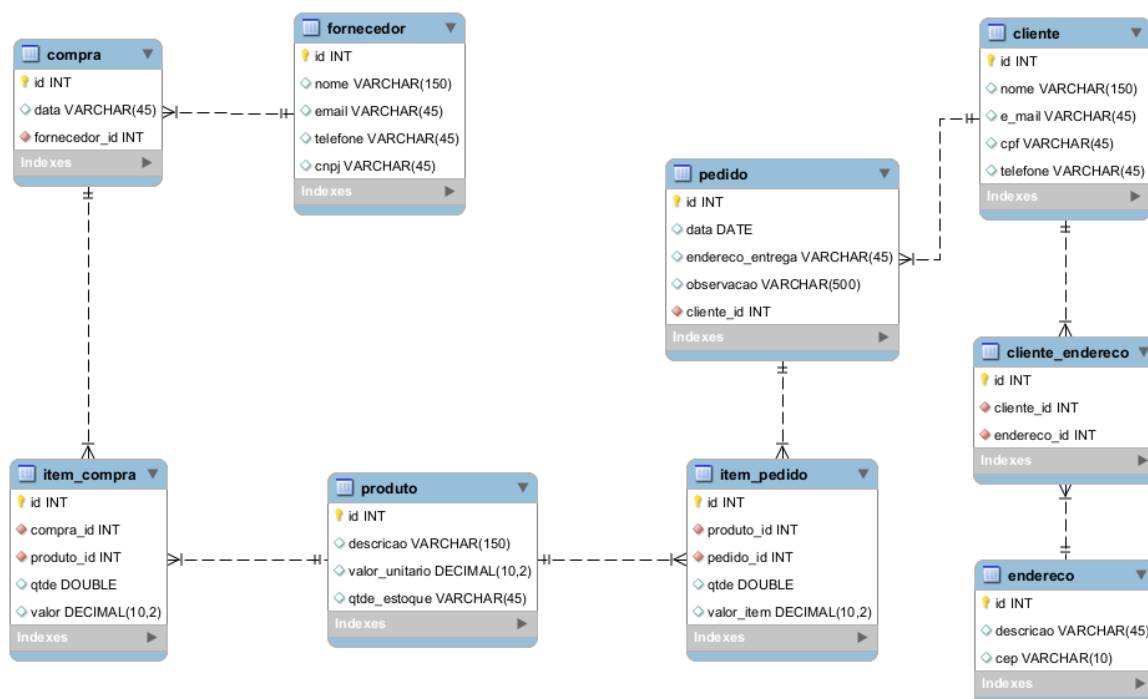 compra
id INT
data VARCHAR(45)
fornecedor_id INT
Indexes
fornecedor
id INT
nome VARCHAR(150)
email VARCHAR(45)
telefone VARCHAR(45)
cnpj VARCHAR(45)
Indexes
cliente
id INT
nome VARCHAR(150)
e_mail VARCHAR(45)
cpf VARCHAR(45)
telefone VARCHAR(45)
Indexes
pedido
id INT
data DATE
endereco_entrega VARCHAR(45)
observacao VARCHAR(500)
cliente_id INT
Indexes
cliente_endereco
id INT
cliente_id INT
endereco_id INT
Indexes
item_compra
id INT
compra_id INT
produto_id INT
qtde DOUBLE
valor DECIMAL(10,2)
Indexes
produto
id INT
descricao VARCHAR(150)
valor_unitario DECIMAL(10,2)
qtde_estoque VARCHAR(45)
Indexes
item_pedido
id INT
produto_id INT
pedido_id INT
qtde DOUBLE
valor_item DECIMAL(10,2)
Indexes
endereco
id INT
descricao VARCHAR(45)
cep VARCHAR(10)
Indexes